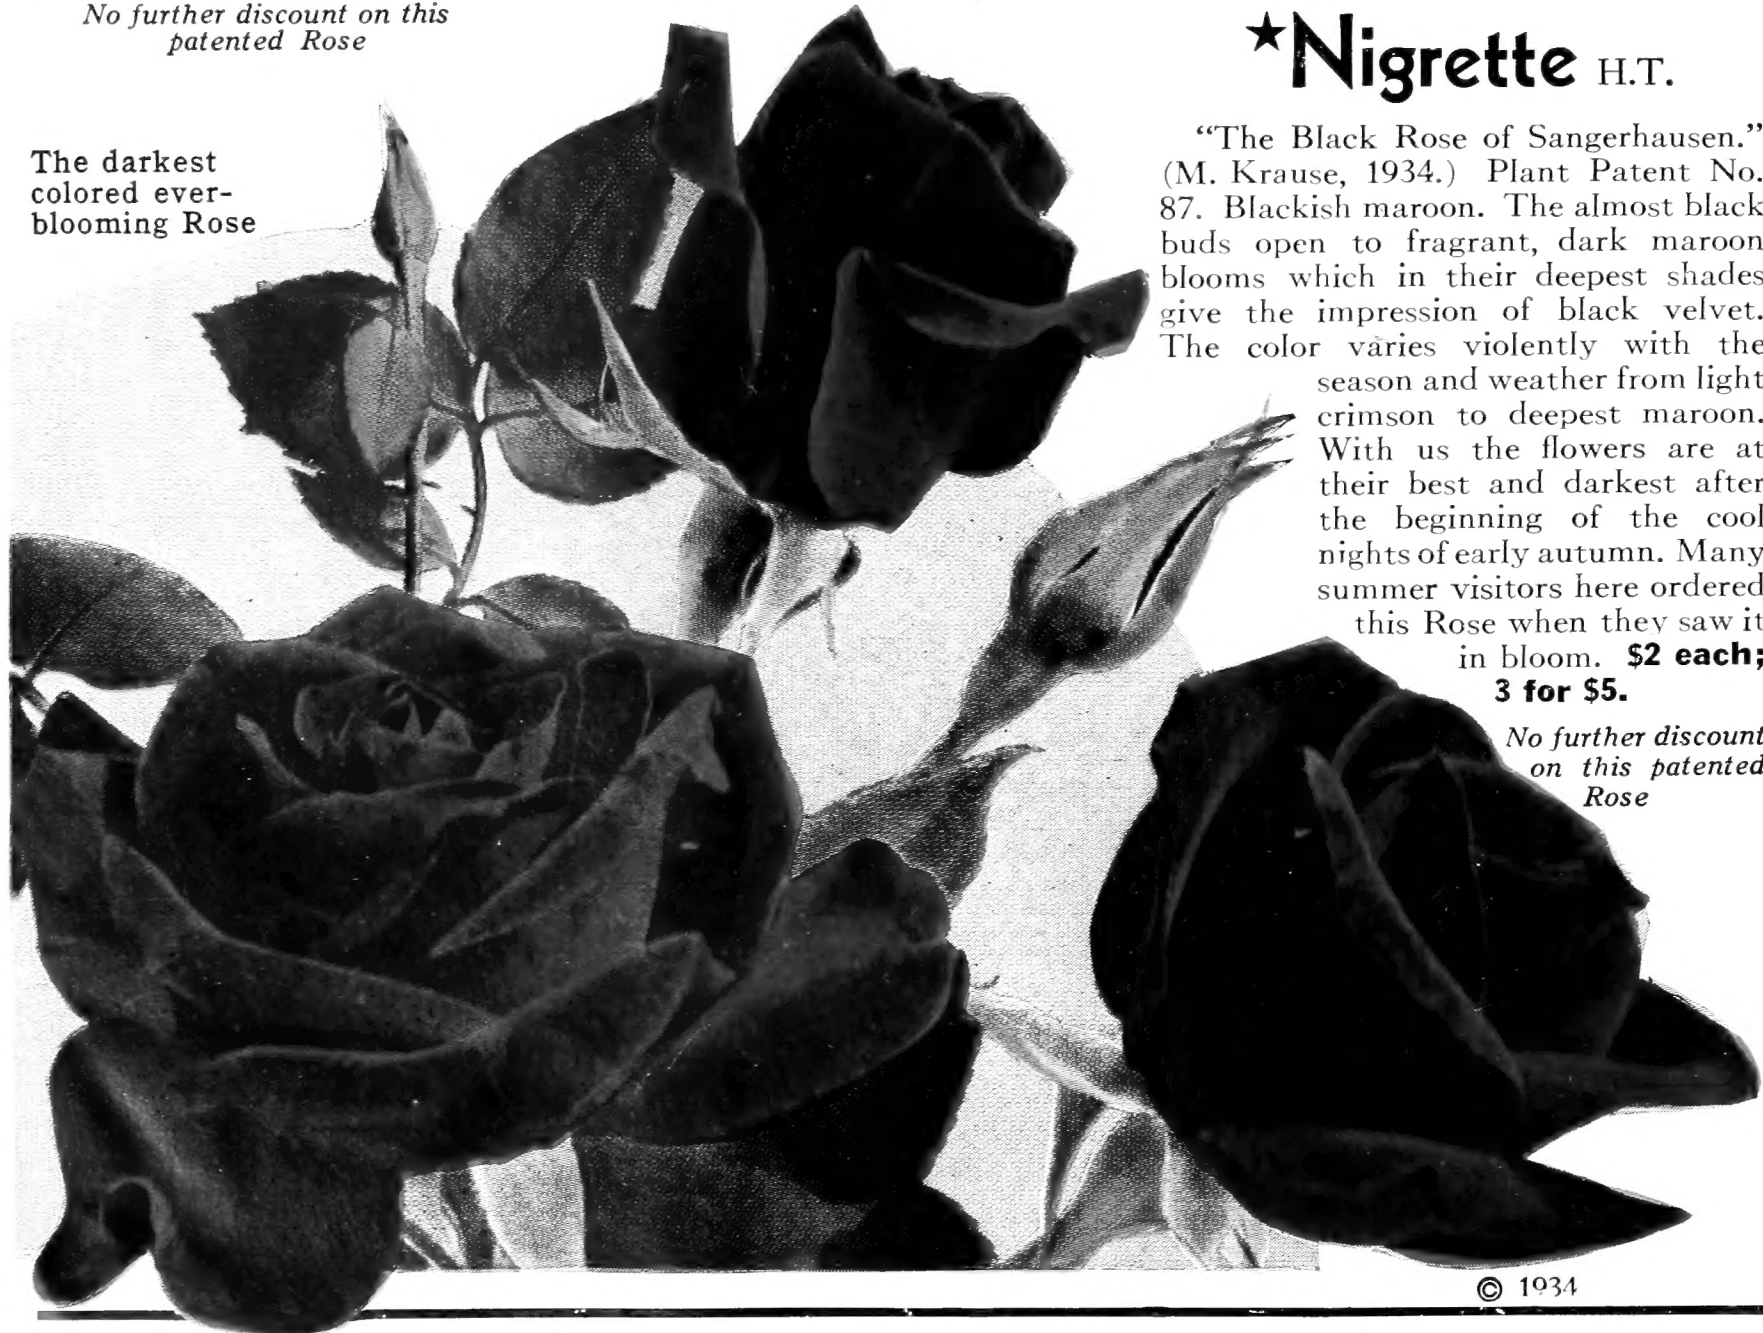 No further discount on this
patented Rose
The darkest
colored ever-
blooming Rose
★Nigrette H.T.
“The Black Rose of Sangerhausen.”
(M. Krause, 1934.) Plant Patent No.
87. Blackish maroon. The almost black
buds open to fragrant, dark maroon
blooms which in their deepest shades
give the impression of black velvet.
The color varies violently with the
season and weather from light
crimson to deepest maroon.
With us the flowers are at
their best and darkest after
the beginning of the cool
nights of early autumn. Many
summer visitors here ordered
this Rose when they saw it
in bloom. $2 each;
3 for $5.
No further discount
on this patented
Rose
© 1934